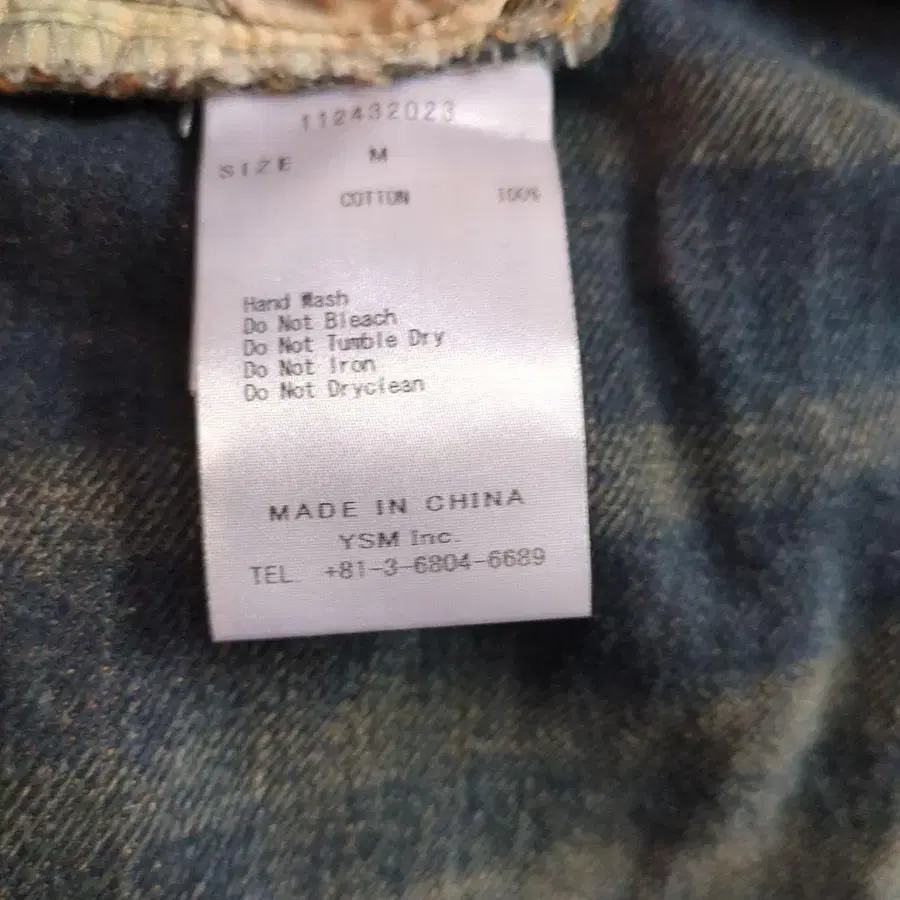 112432023
SIZE M
COTTON 100%
Hand Wash
Do Not Bleach
Do Not Tumble Dry
Do Not Iron
Do Not Dryclean
MADE IN CHINA
YSM Inc.
TEL. +81-3-6804-6689